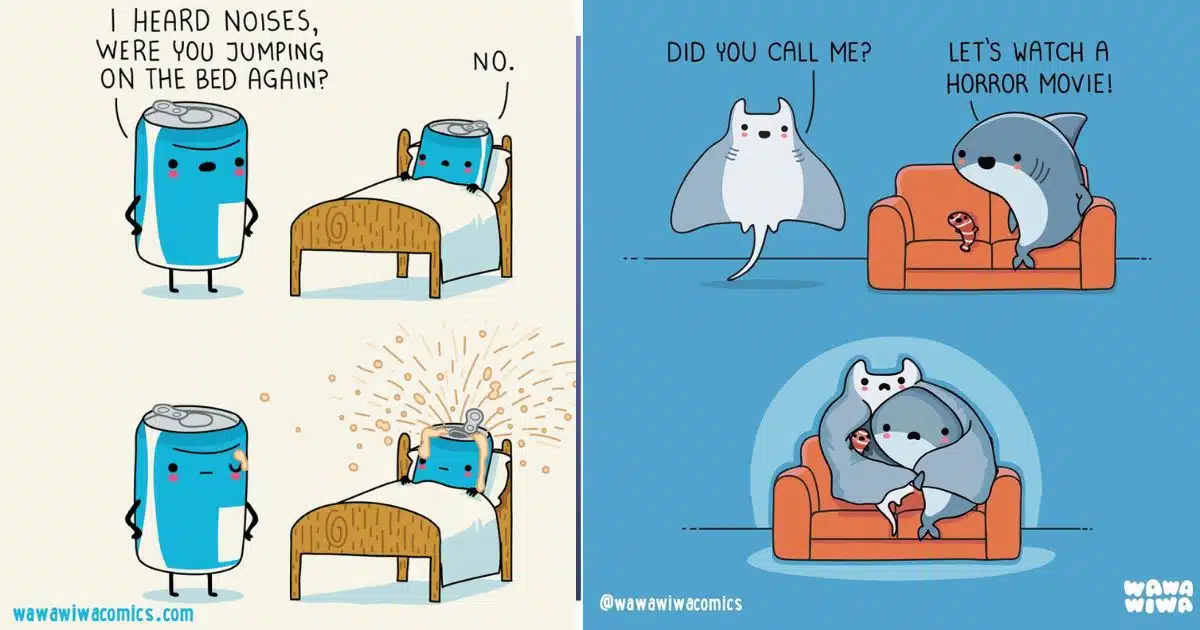 I HEARD NOISES,
WERE YOU JUMPING
ON THE BED AGAIN?
NO.
wawawiwacomics.com
DID YOU CALL ME?
LET'S WATCH A
HORROR MOVIE!
@wawawiwacomics
WAWA
WIWA